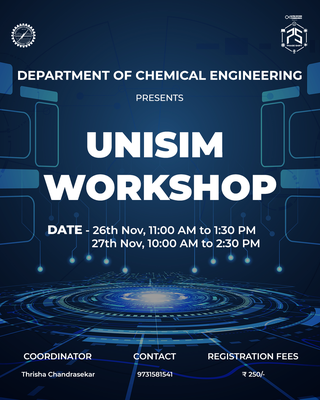 DEPARTMENT OF CHEMICAL ENGINEERING
PRESENTS
UNISIM
WORKSHOP
DATE - 26th Nov, 11:00 AM to 1:30 PM
27th Nov, 10:00 AM to 2:30 PM
COORDINATOR
Thrisha Chandrasekar
CONTACT
9731581541
REGISTRATION FEES
₹ 250/-